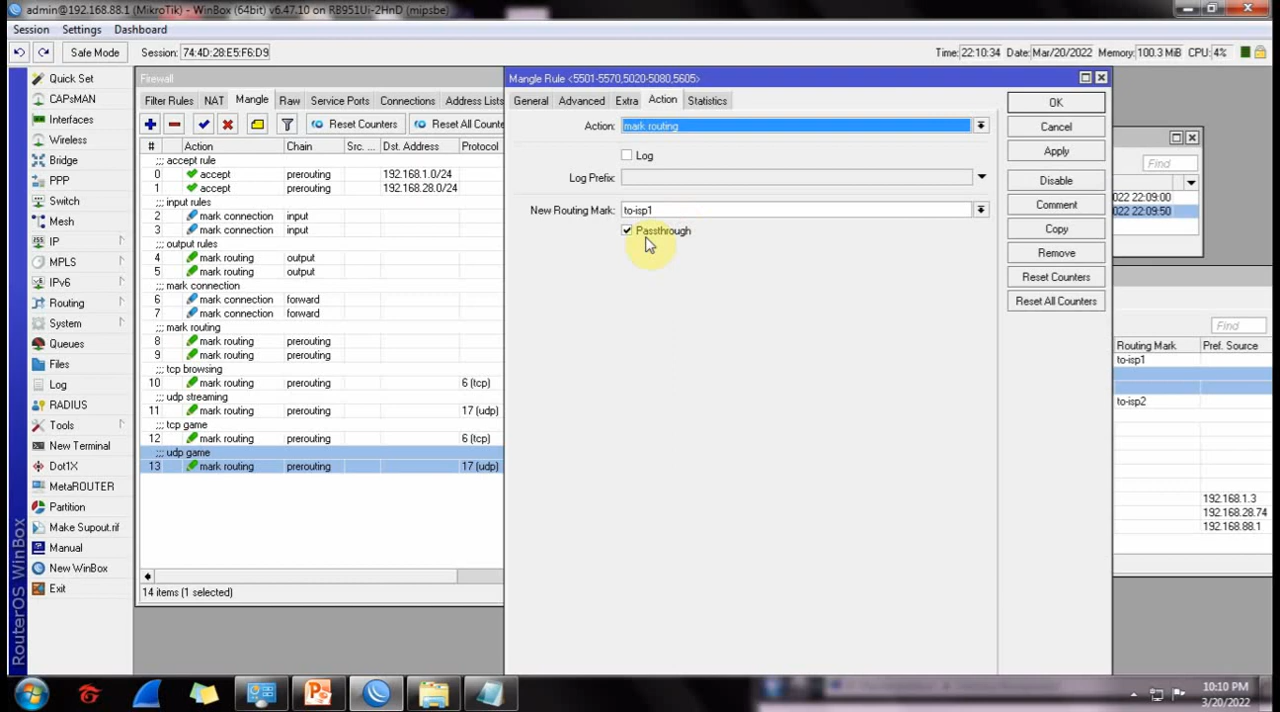 admin@192.168.88.1 (MikroTik) - WinBox (64bit) v6.47.10 on RB951Ui-2HnD (mipsbe)
Session Settings Dashboard
Safe Mode Session: 74:4D:28:E5:F6:D9 Time: 22:10:34 Date: Mar/20/2022 Memory: 100.3 MiB CPU: 4%
Quick Set
CAPsMAN
Interfaces
Wireless
Bridge
PPP
Switch
Mesh
IP
MPLS
IPv6
Routing
System
Queues
Files
Log
RADIUS
Tools
New Terminal
Dot1X
MetaROUTER
Partition
Make Supout.rif
Manual
New WinBox
Exit
RouterOS WinBox
Firewall
Filter Rules NAT Mangle Raw Service Ports Connections Address Lists
Reset Counters Reset All Counte
# Action Chain Src. ... Dst. Address Protocol
;;; accept rule
0 accept prerouting 192.168.1.0/24
1 accept prerouting 192.168.28.0/24
;;; input rules
2 mark connection input
3 mark connection input
;;; output rules
4 mark routing output
5 mark routing output
;;; mark connection
6 mark connection forward
7 mark connection forward
;;; mark routing
8 mark routing prerouting
9 mark routing prerouting
;;; tcp browsing
10 mark routing prerouting 6 (tcp)
;;; udp streaming
11 mark routing prerouting 17 (udp)
;;; tcp game
12 mark routing prerouting 6 (tcp)
;;; udp game
13 mark routing prerouting 17 (udp)
14 items (1 selected)
Mangle Rule <5501-5570,5020-5080,5605>
General Advanced Extra Action Statistics
Action: mark routing
Log
Log Prefix:
New Routing Mark: to-isp1
Passthrough
OK
Cancel
Apply
Disable
Comment
Copy
Remove
Reset Counters
Reset All Counters
Find
022 22:09:00
022 22:09:50
Find
Routing Mark Pref. Source
to-isp1
to-isp2
192.168.1.3
192.168.28.74
192.168.88.1
10:10 PM
3/20/2022